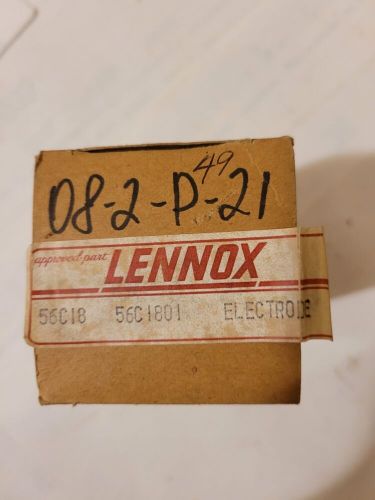 49
08-2-P-21
approved part LENNOX
56C18 56C1801 ELECTRODE